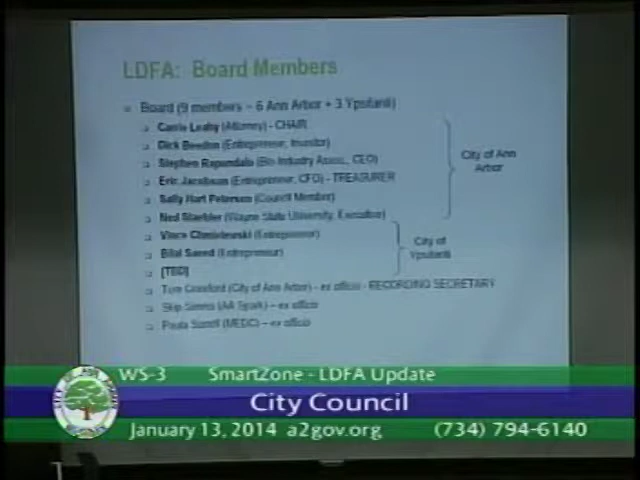 LDFA: Board Members
Board (9 members – 6 Ann Arbor + 3 Ypsilanti)
Carrie Leahy (Attorney) - CHAIR
Dick Beedon (Entrepreneur, Investor)
Stephen Rapundalo (Bio-Industry Assoc., CEO)
Eric Jacobson (Entrepreneur, CFO) - TREASURER
Sally Hart Petersen (Council Member)
Ned Staebler (Wayne State University, Executive)
City of Ann
Arbor
Vince Chmielewski (Entrepreneur)
Bilal Saeed (Entrepreneur)
[TBD]
City of
Ypsilanti
Tom Crawford (City of Ann Arbor) - ex officio - RECORDING SECRETARY
Skip Simms (AA Spark) – ex officio
Paula (MEDC) – ex officio
WS-3 SmartZone - LDFA Update
City Council
January 13, 2014 a2gov.org (734) 794-6140